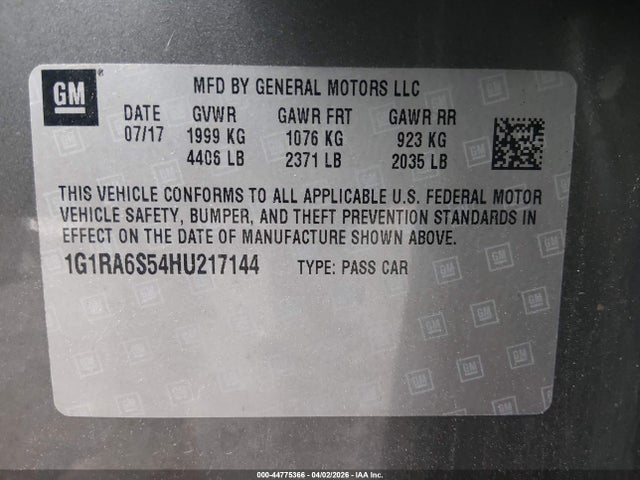 GM
MFD BY GENERAL MOTORS LLC
DATE GVWR GAWR FRT GAWR RR
07/17 1999 KG 1076 KG 923 KG
4406 LB 2371 LB 2035 LB
THIS VEHICLE CONFORMS TO ALL APPLICABLE U.S. FEDERAL MOTOR
VEHICLE SAFETY, BUMPER, AND THEFT PREVENTION STANDARDS IN
EFFECT ON THE DATE OF MANUFACTURE SHOWN ABOVE.
1G1RA6S54HU217144 TYPE: PASS CAR
000-44775366 - 04/02/2026 - IAA Inc.